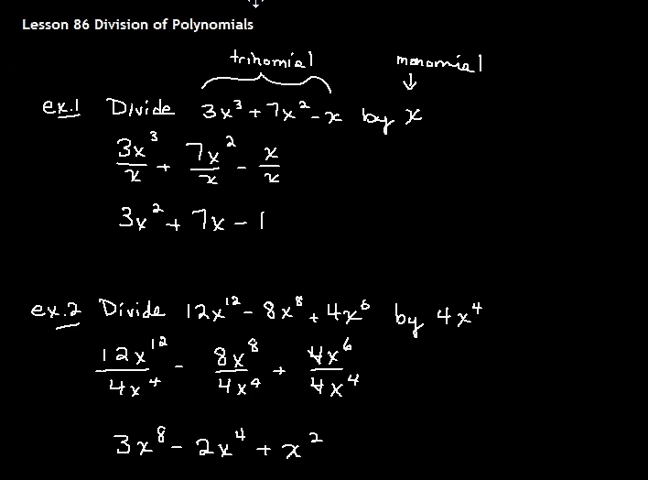 Lesson 86 Division of Polynomials
trinomial monomial
ex.1 Divide 3x³ + 7x² - x by x
3x³/x + 7x²/x - x/x
3x² + 7x - 1
ex.2 Divide 12x¹² - 8x⁸ + 4x⁶ by 4x⁴
12x¹²/4x⁴ - 8x⁸/4x⁴ + 4x⁶/4x⁴
3x⁸ - 2x⁴ + x²